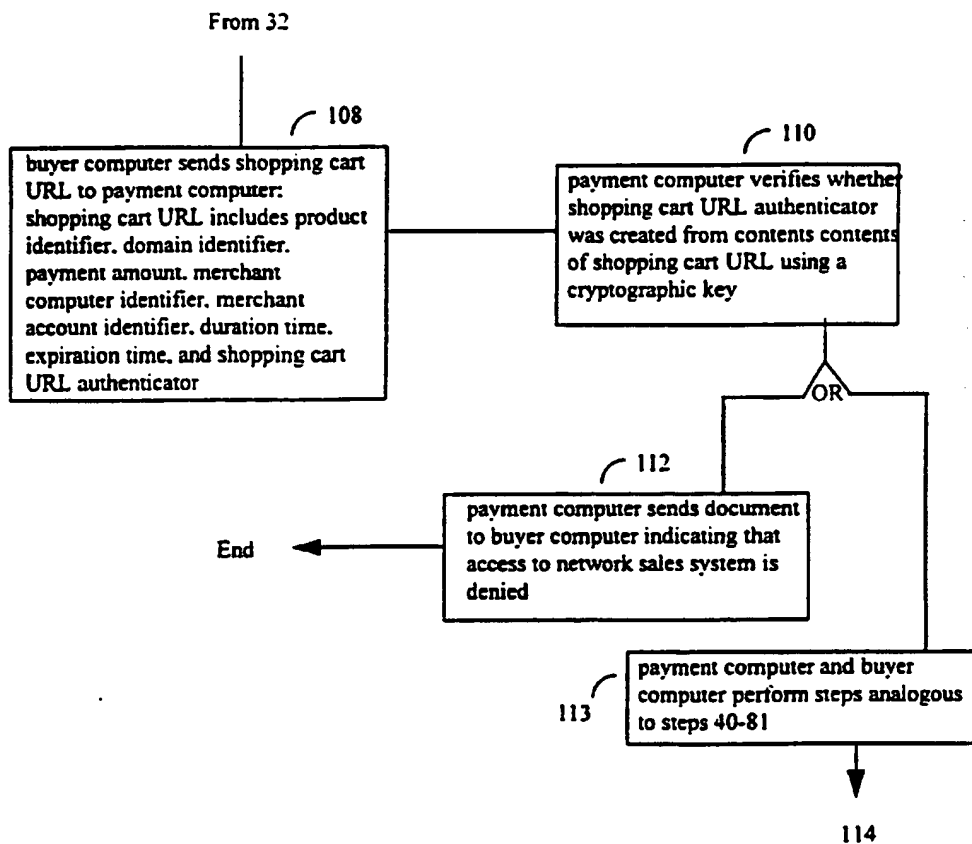 From 32
108
buyer computer sends shopping cart
URL to payment computer:
shopping cart URL includes product
identifier. domain identifier.
payment amount. merchant
computer identifier. merchant
account identifier. duration time.
expiration time. and shopping cart
URL authenticator
110
payment computer verifies whether
shopping cart URL authenticator
was created from contents contents
of shopping cart URL using a
cryptographic key
OR
112
payment computer sends document
to buyer computer indicating that
access to network sales system is
denied
End
payment computer and buyer
computer perform steps analogous
to steps 40-81
113
114